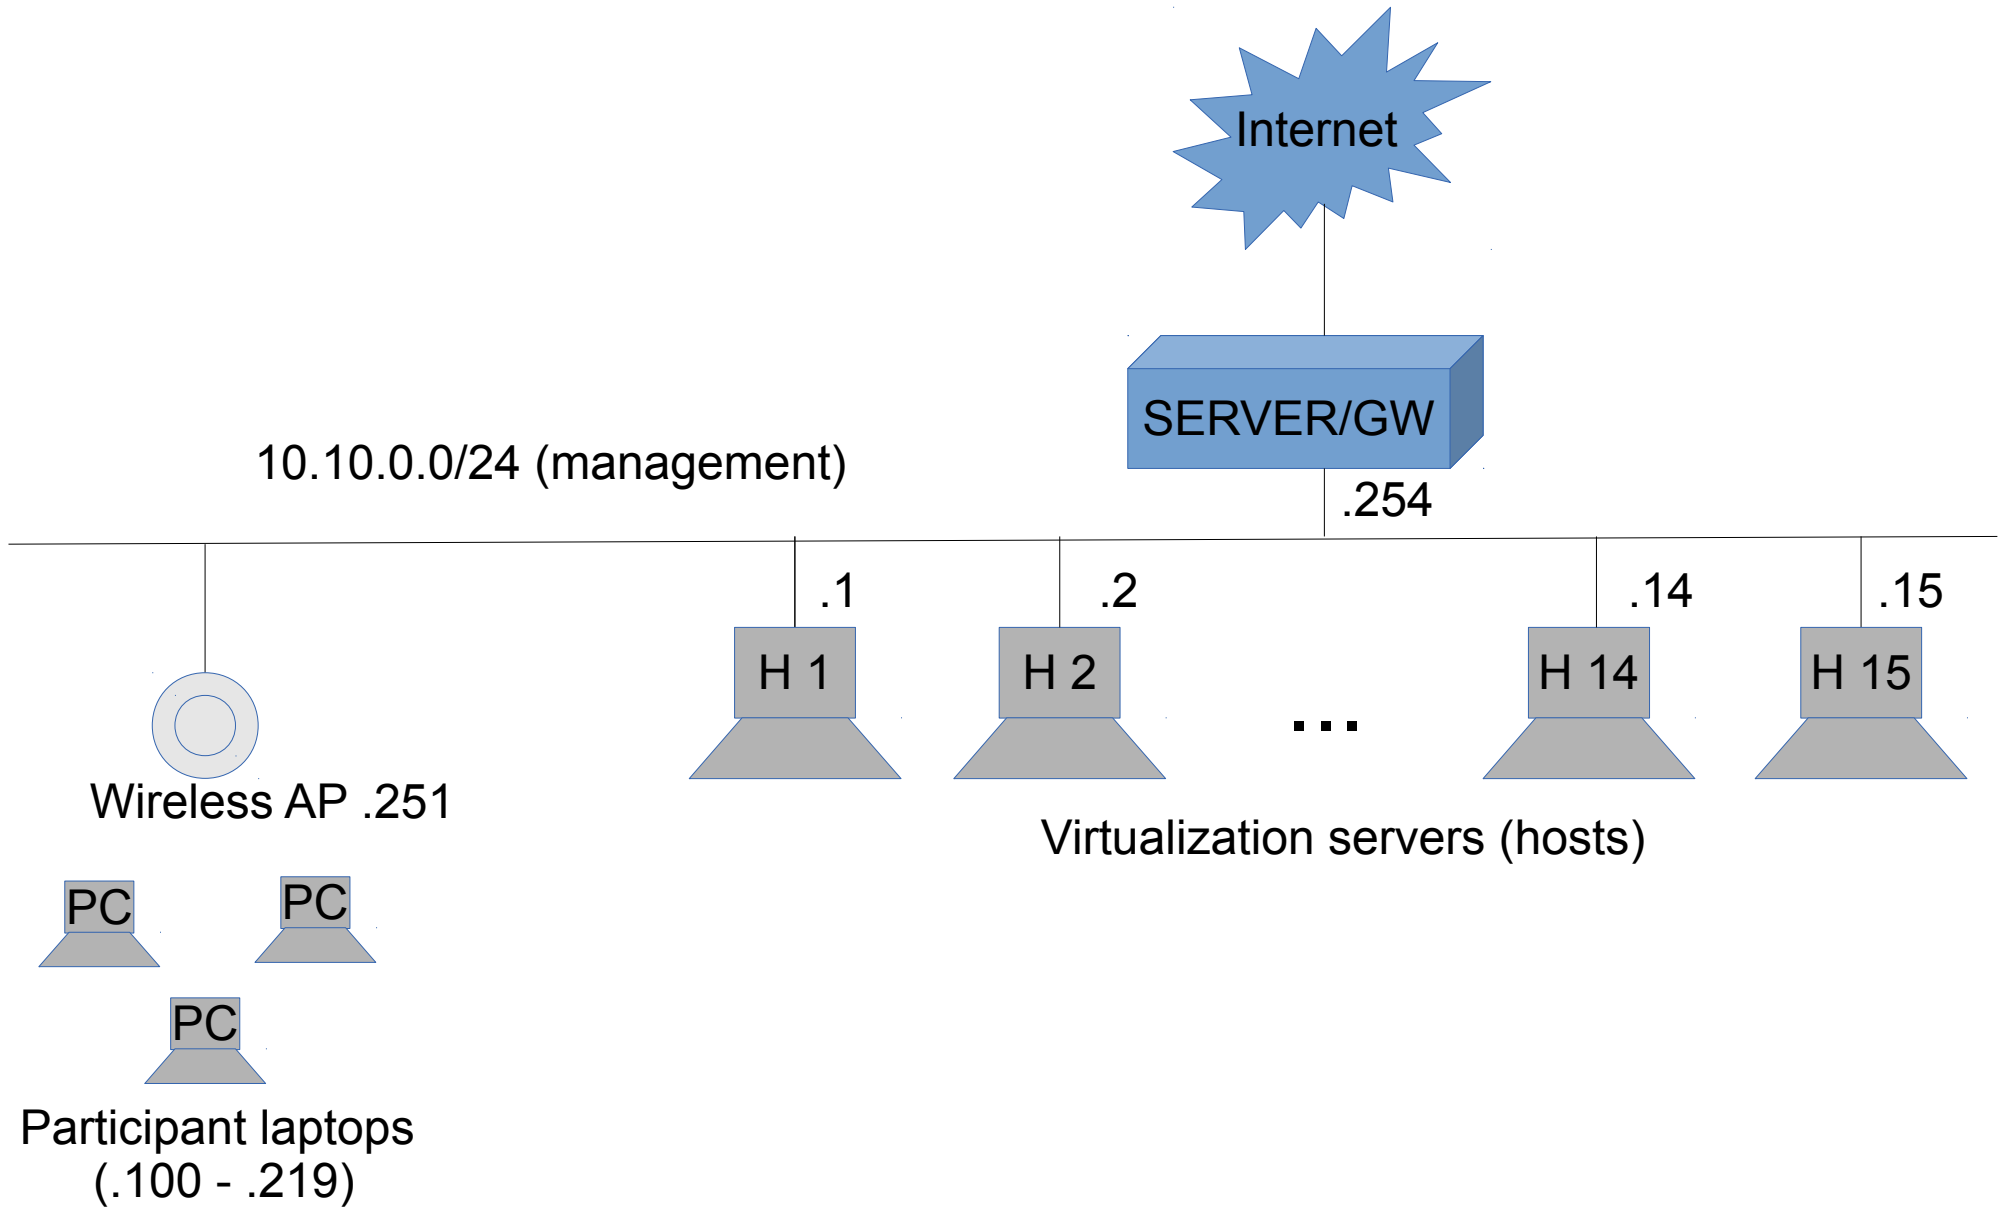 Internet
SERVER/GW
10.10.0.0/24 (management)
.254
.1
.2
.14
.15
H 1
H 2
...
H 14
H 15
Wireless AP .251
Virtualization servers (hosts)
PC
PC
PC
Participant laptops
(.100 - .219)